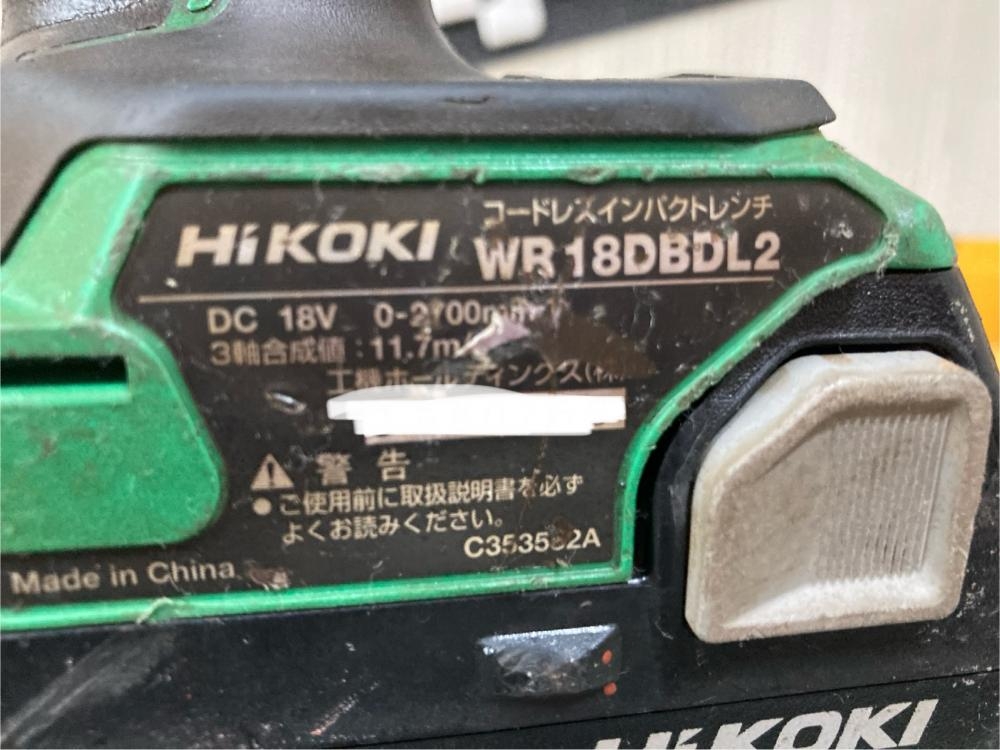 HiKOKI
コードレスインパクトレンチ
WR18DBDL2
DC 18V
3軸合成値:11.7m/
工機ホールディングス(株)
警告
●ご使用前に取扱説明書を必ず
よくお読みください。
Made in China
HiKOKI